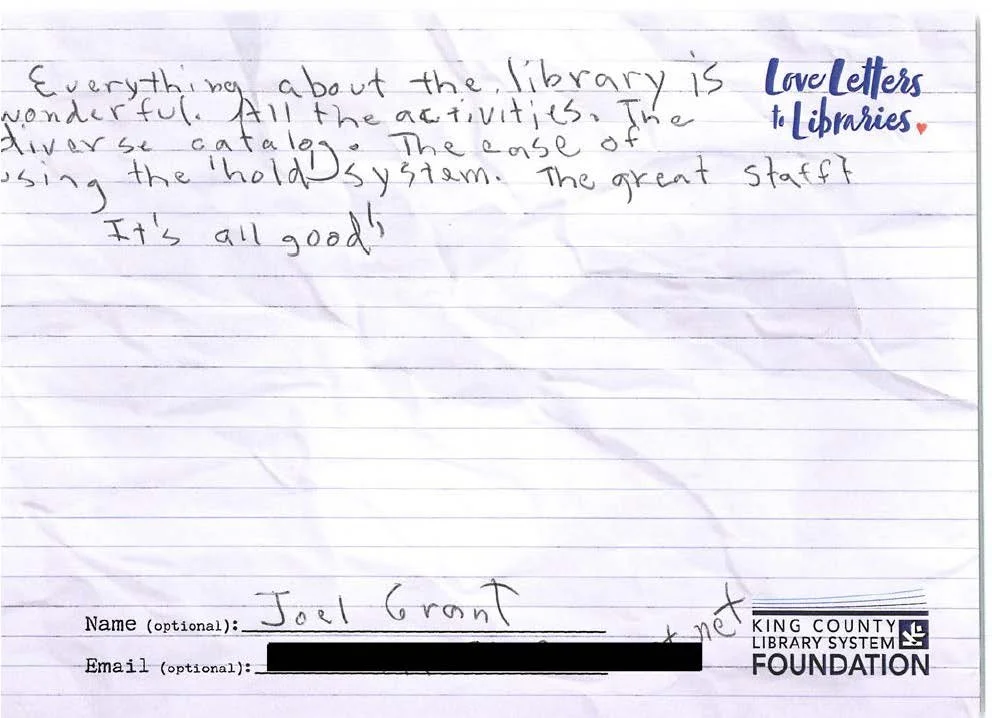 Everything about the library is
wonderful. All the activities. The
diverse catalog. The ease of
using the "hold" system. The great staff!
It's all good!
Love Letters
to Libraries
Name (optional): Joel Grant
.net
Email (optional):
KING COUNTY
LIBRARY SYSTEM
FOUNDATION